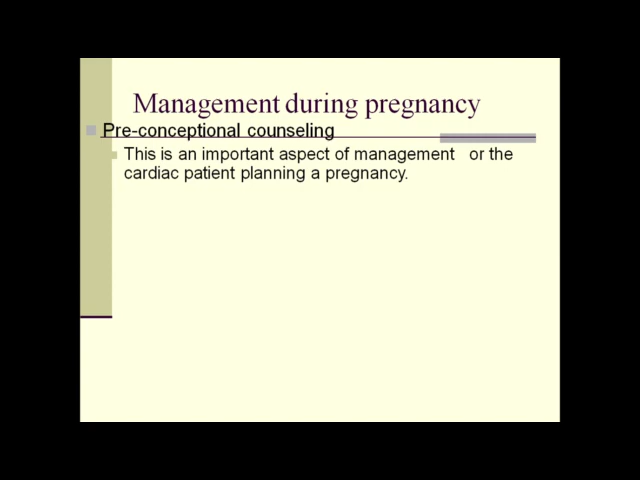 Management during pregnancy
Pre-conceptional counseling
This is an important aspect of management or the
cardiac patient planning a pregnancy.